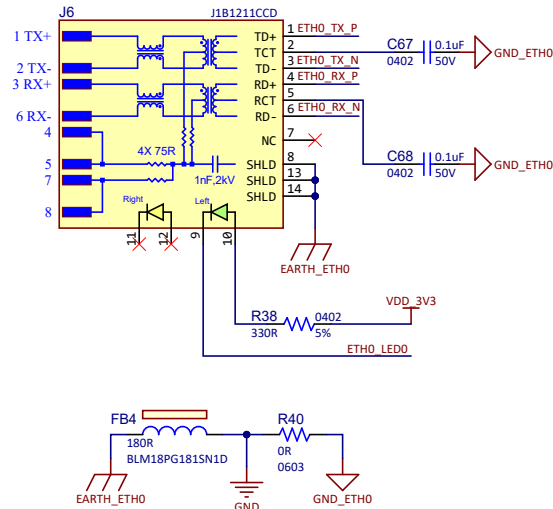 J6 J1B1211CCD
1 TX+ TD+ 1 ETH0_TX_P C67 0.1uF
TCT 2 0402 50V GND_ETH0
2 TX- TD- 3 ETH0_TX_N
3 RX+ RD+ 4 ETH0_RX_P
RCT 5
6 RX- RD- 6 ETH0_RX_N
4 NC 7
4X 75R C68 0.1uF
5 SHLD 8 0402 50V GND_ETH0
7 1nF,2kV SHLD 13
SHLD 14
8 Right Left
11 12 9 10
EARTH_ETH0
VDD_3V3
R38 0402
330R 5%
ETH0_LED0
FB4 R40
180R 0R
BLM18PG181SN1D 0603
EARTH_ETH0 GND GND_ETH0